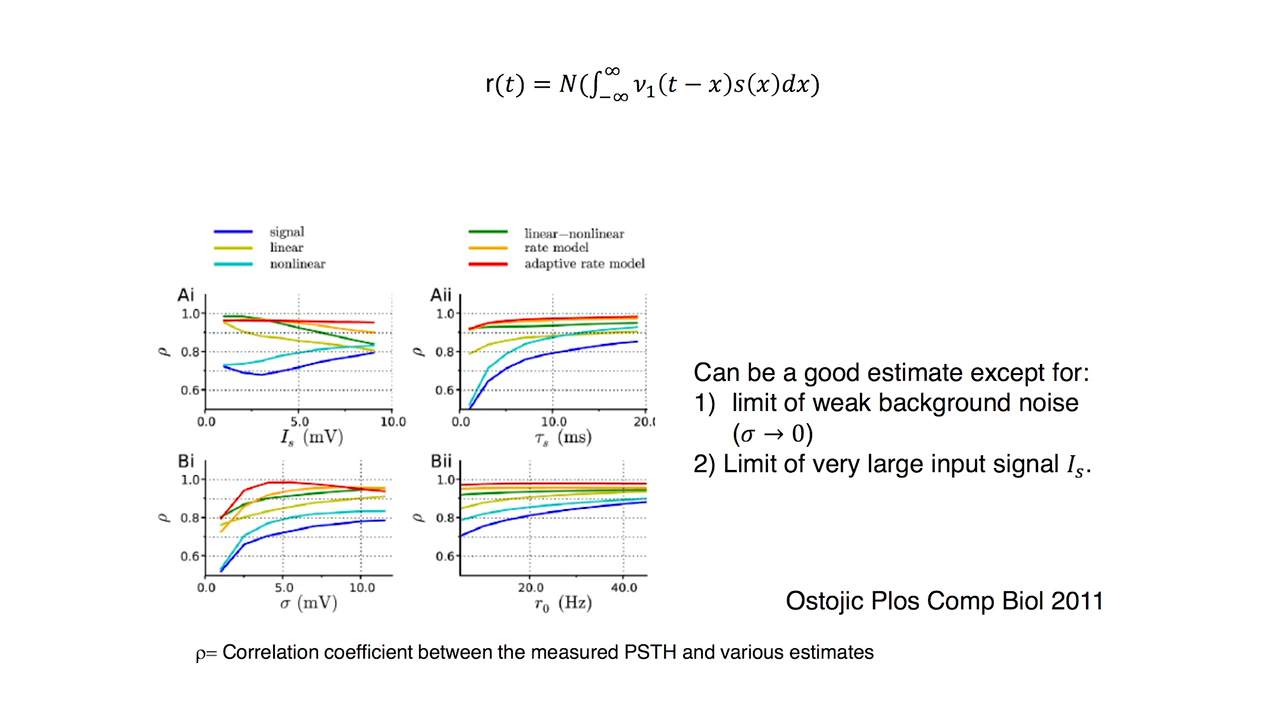 r(t) = N(∫_{−∞}^{∞} ν₁(t − x)s(x)dx)
signal
linear
nonlinear
linear−nonlinear
rate model
adaptive rate model
Ai
1.0
0.8
0.6
ρ
0.0 5.0 10.0
I_s (mV)
Aii
1.0
0.8
0.6
ρ
0.0 10.0 20.
τ_s (ms)
Bi
1.0
0.8
0.6
ρ
0.0 5.0 10.0
σ (mV)
Bii
1.0
0.8
0.6
ρ
20.0 40.0
r₀ (Hz)
Can be a good estimate except for:
1) limit of weak background noise
(σ → 0)
2) Limit of very large input signal I_s.
Ostojic Plos Comp Biol 2011
ρ= Correlation coefficient between the measured PSTH and various estimates